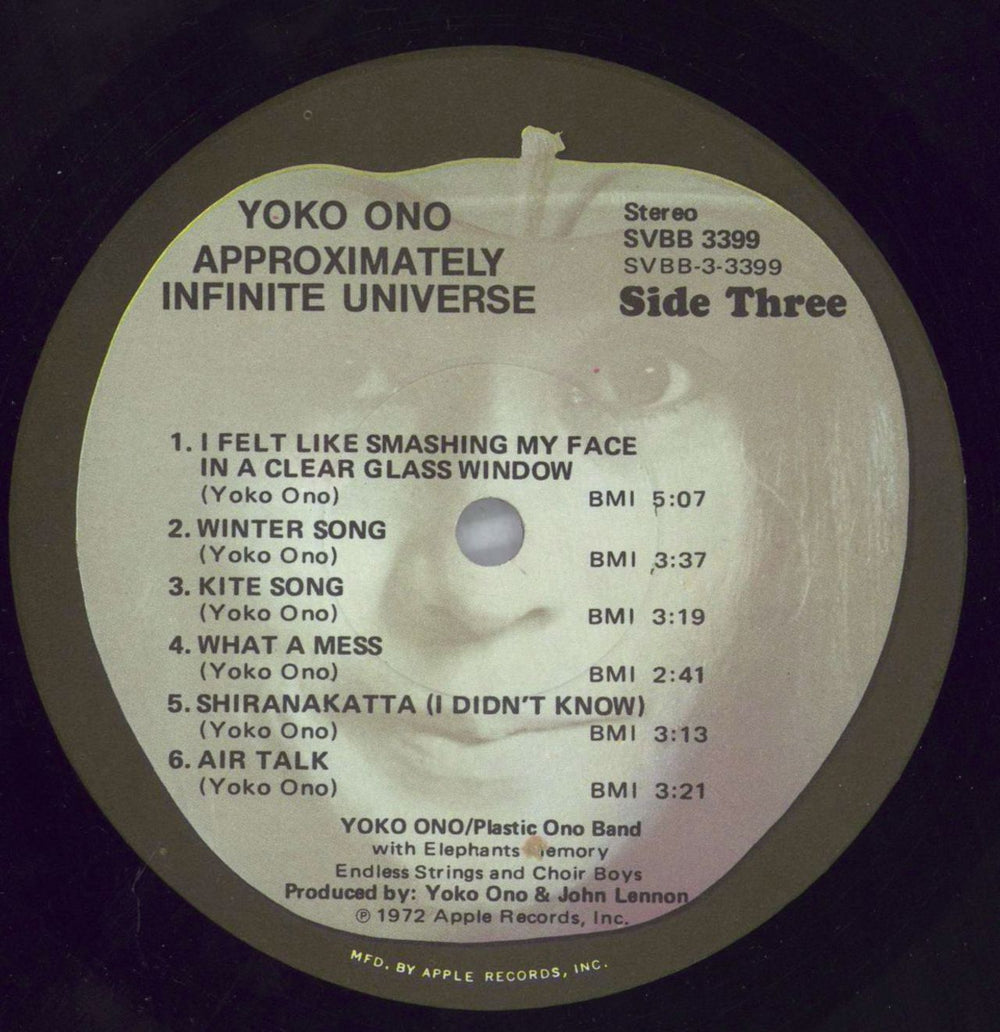 YOKO ONO
APPROXIMATELY
INFINITE UNIVERSE
Stereo
SVBB 3399
SVBB-3-3399
Side Three
1. I FELT LIKE SMASHING MY FACE
IN A CLEAR GLASS WINDOW
(Yoko Ono) BMI 5:07
2. WINTER SONG
(Yoko Ono) BMI 3:37
3. KITE SONG
(Yoko Ono) BMI 3:19
4. WHAT A MESS
(Yoko Ono) BMI 2:41
5. SHIRANAKATTA (I DIDN'T KNOW)
(Yoko Ono) BMI 3:13
6. AIR TALK
(Yoko Ono) BMI 3:21
YOKO ONO/Plastic Ono Band
with Elephants Memory
Endless Strings and Choir Boys
Produced by: Yoko Ono & John Lennon
℗ 1972 Apple Records, Inc.
MFD. BY APPLE RECORDS, INC.